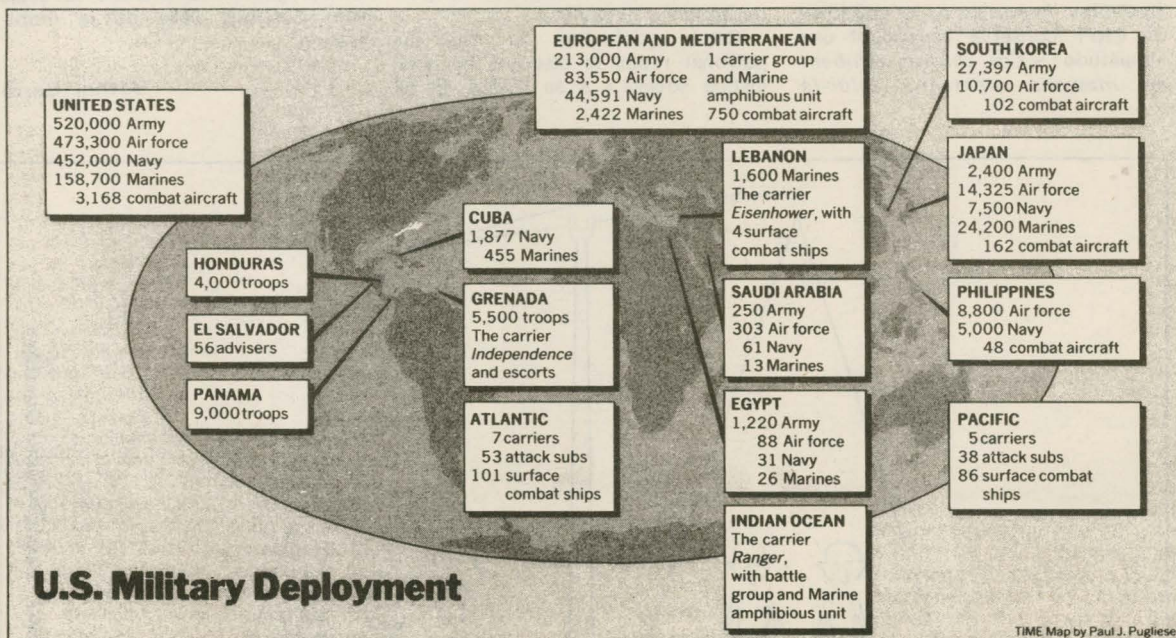 UNITED STATES
520,000 Army
473,300 Air force
452,000 Navy
158,700 Marines
3,168 combat aircraft
HONDURAS
4,000 troops
EL SALVADOR
56 advisers
PANAMA
9,000 troops
CUBA
1,877 Navy
455 Marines
GRENADA
5,500 troops
The carrier
Independence
and escorts
ATLANTIC
7 carriers
53 attack subs
101 surface
combat ships
EUROPEAN AND MEDITERRANEAN
213,000 Army
83,550 Air force
44,591 Navy
2,422 Marines
1 carrier group
and Marine
amphibious unit
750 combat aircraft
LEBANON
1,600 Marines
The carrier
Eisenhower, with
4 surface
combat ships
SAUDI ARABIA
250 Army
303 Air force
61 Navy
13 Marines
EGYPT
1,220 Army
88 Air force
31 Navy
26 Marines
INDIAN OCEAN
The carrier
Ranger,
with battle
group and Marine
amphibious unit
SOUTH KOREA
27,397 Army
10,700 Air force
102 combat aircraft
JAPAN
2,400 Army
14,325 Air force
7,500 Navy
24,200 Marines
162 combat aircraft
PHILIPPINES
8,800 Air force
5,000 Navy
48 combat aircraft
PACIFIC
5 carriers
38 attack subs
86 surface combat
ships
U.S. Military Deployment
TIME Map by Paul J. Pugliese